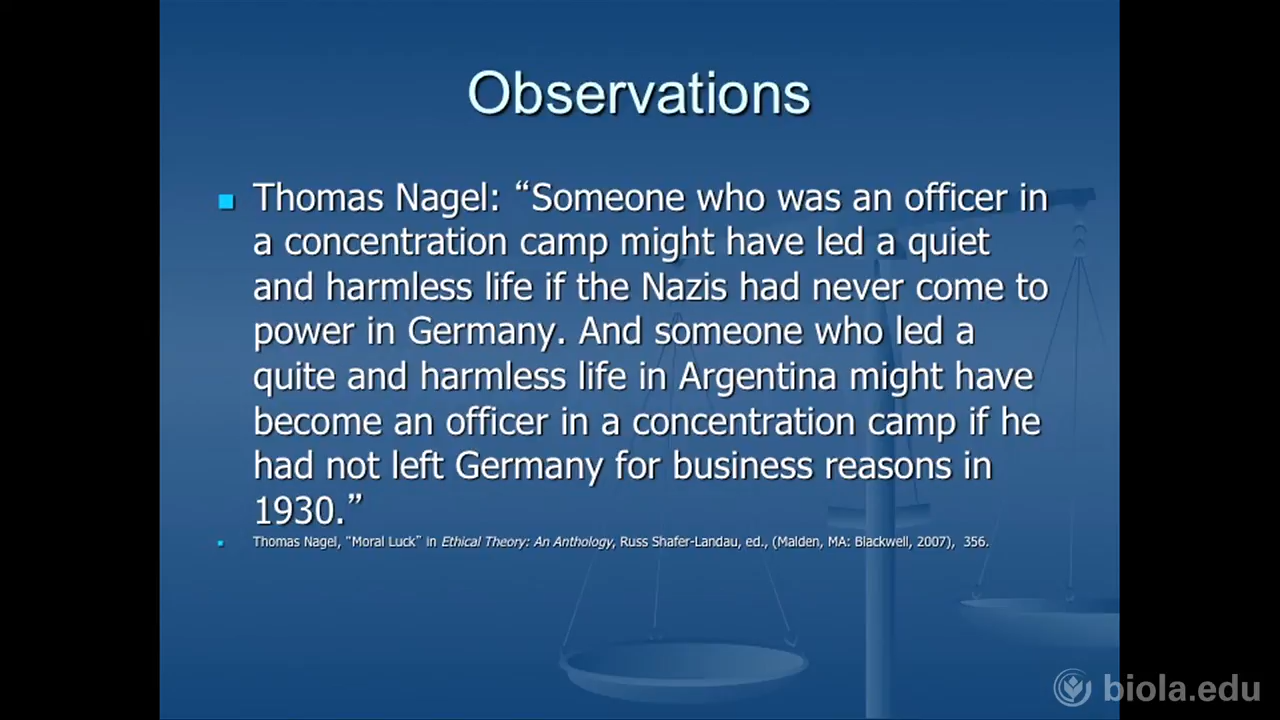 Observations
Thomas Nagel: “Someone who was an officer in
a concentration camp might have led a quiet
and harmless life if the Nazis had never come to
power in Germany. And someone who led a
quite and harmless life in Argentina might have
become an officer in a concentration camp if he
had not left Germany for business reasons in
1930.”
Thomas Nagel, “Moral Luck” in Ethical Theory: An Anthology, Russ Shafer-Landau, ed., (Malden, MA: Blackwell, 2007), 356.
biola.edu